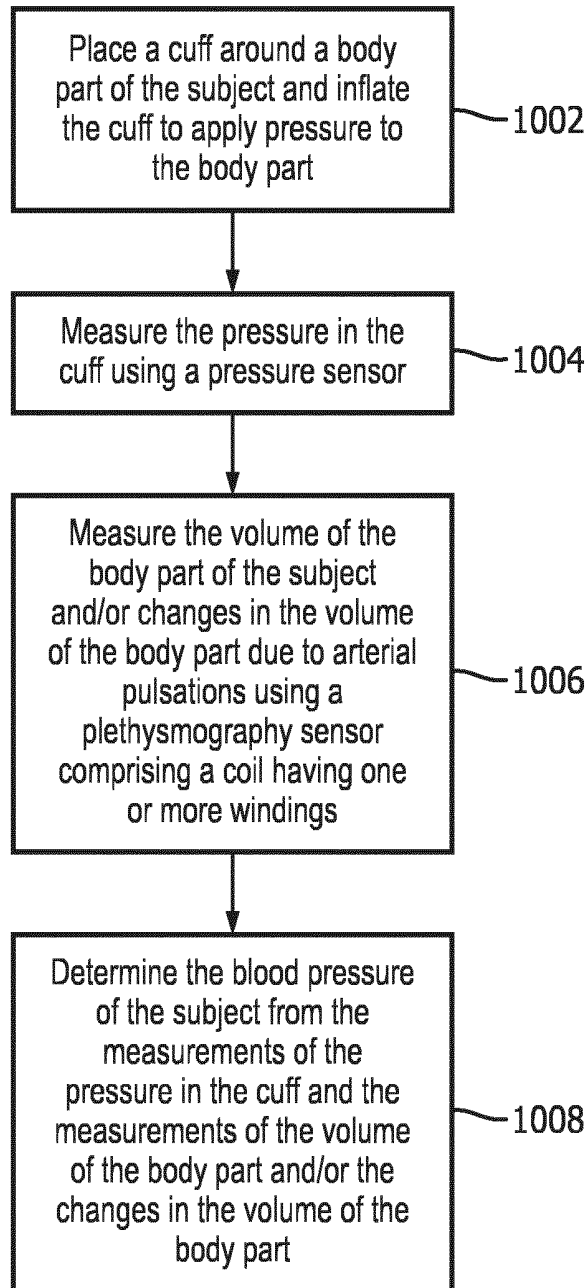 Place a cuff around a body
part of the subject and inflate
the cuff to apply pressure to
the body part
1002
Measure the pressure in the
cuff using a pressure sensor
1004
Measure the volume of the
body part of the subject
and/or changes in the volume
of the body part due to arterial
pulsations using a
plethysmography sensor
comprising a coil having one
or more windings
1006
Determine the blood pressure
of the subject from the
measurements of the
pressure in the cuff and the
measurements of the volume
of the body part and/or the
changes in the volume of the
body part
1008